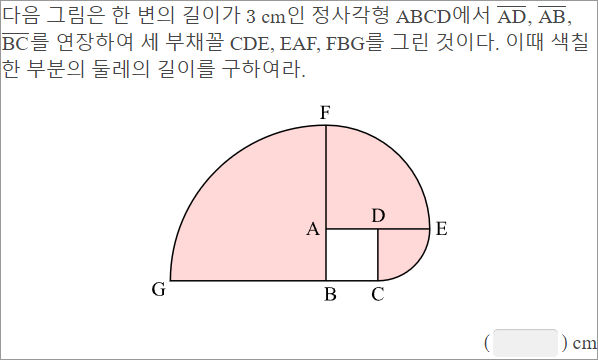 다음 그림은 한 변의 길이가 3 cm인 정사각형 ABCD에서 AD, AB,
BC를 연장하여 세 부채꼴 CDE, EAF, FBG를 그린 것이다. 이때 색칠
한 부분의 둘레의 길이를 구하여라.
F
D
A
E
G
B
C
( ) cm